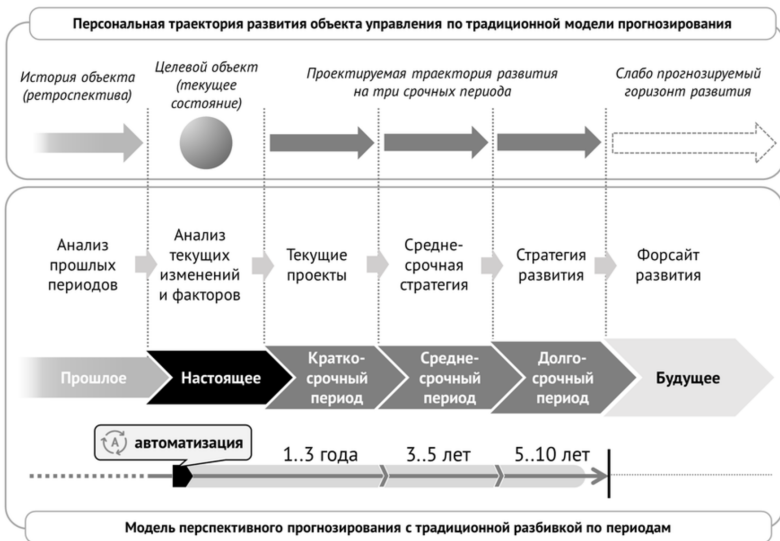 Персональная траектория развития объекта управления по традиционной модели прогнозирования
История объекта
(ретроспектива)
Целевой объект
(текущее
состояние)
Проектируемая траектория развития
на три срочных периода
Слабо прогнозируемый
горизонт развития
Анализ
прошлых
периодов
Анализ
текущих
изменений
и факторов
Текущие
проекты
Средне-
срочная
стратегия
Стратегия
развития
Форсайт
развития
Прошлое
Настоящее
Кратко-
срочный
период
Средне-
срочный
период
Долго-
срочный
период
Будущее
А автоматизация
1..3 года
3..5 лет
5..10 лет
Модель перспективного прогнозирования с традиционной разбивкой по периодам